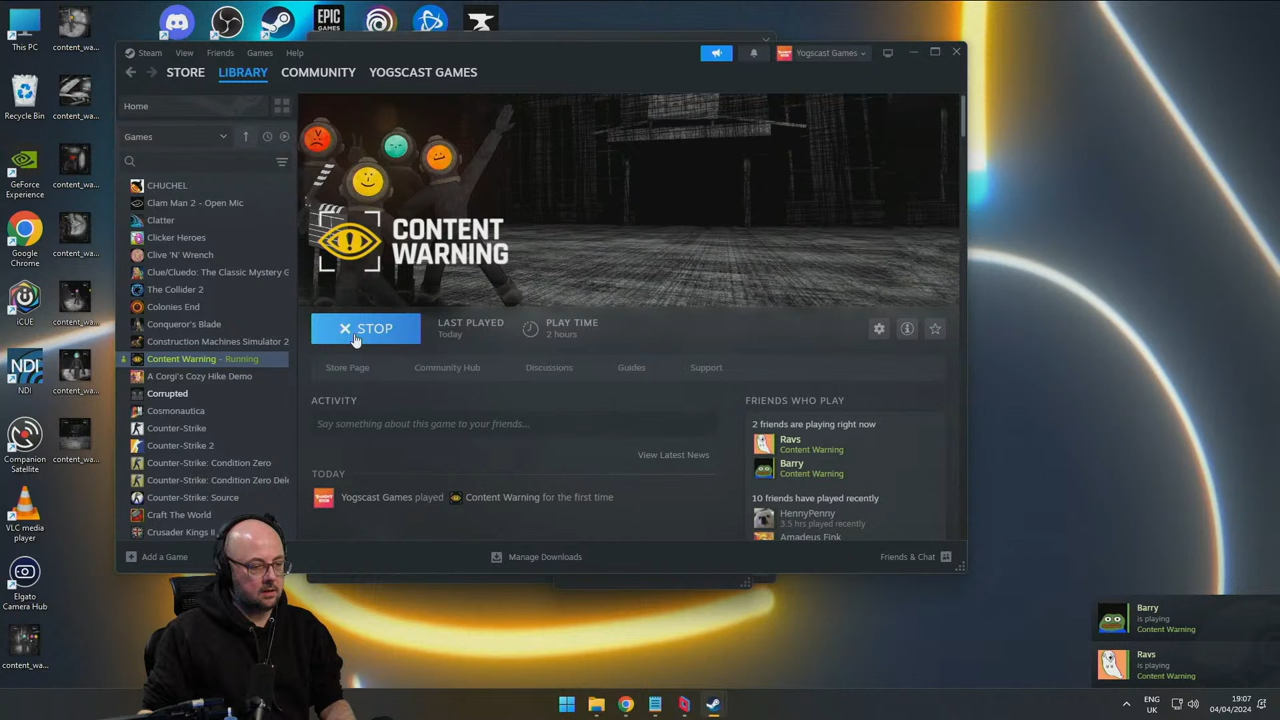 This PC
content_wa...
EPIC
GAMES
Steam
View
Friends
Games
Help
Yogscast Games
STORE
LIBRARY
COMMUNITY
YOGSCAST GAMES
Recycle Bin
content_wa...
Home
Games
GeForce
Experience
content_wa...
CHUCHEL
Clam Man 2 - Open Mic
Clatter
Clicker Heroes
Clive 'N' Wrench
Clue/Cluedo: The Classic Mystery G
The Collider 2
Colonies End
Conqueror's Blade
Construction Machines Simulator 2
Content Warning - Running
A Corgi's Cozy Hike Demo
Corrupted
Cosmonautica
Counter-Strike
Counter-Strike 2
Counter-Strike: Condition Zero
Counter-Strike: Condition Zero Dele
Counter-Strike: Source
Craft The World
Crusader Kings II
CONTENT
WARNING
STOP
LAST PLAYED
Today
PLAY TIME
2 hours
Store Page
Community Hub
Discussions
Guides
Support
ACTIVITY
Say something about this game to your friends...
View Latest News
TODAY
Yogscast Games played Content Warning for the first time
FRIENDS WHO PLAY
2 friends are playing right now
Ravs
Content Warning
Barry
Content Warning
10 friends have played recently
HennyPenny
3.5 hrs played recently
Amadeus Fink
Google
Chrome
content_wa...
iCUE
content_wa...
NDI
NDI
content_wa...
Companion
Satellite
content_wa...
VLC media
player
Elgato
Camera Hub
content_wa...
Add a Game
Manage Downloads
Friends & Chat
Barry
is playing
Content Warning
Ravs
is playing
Content Warning
ENG
UK
19:07
04/04/2024